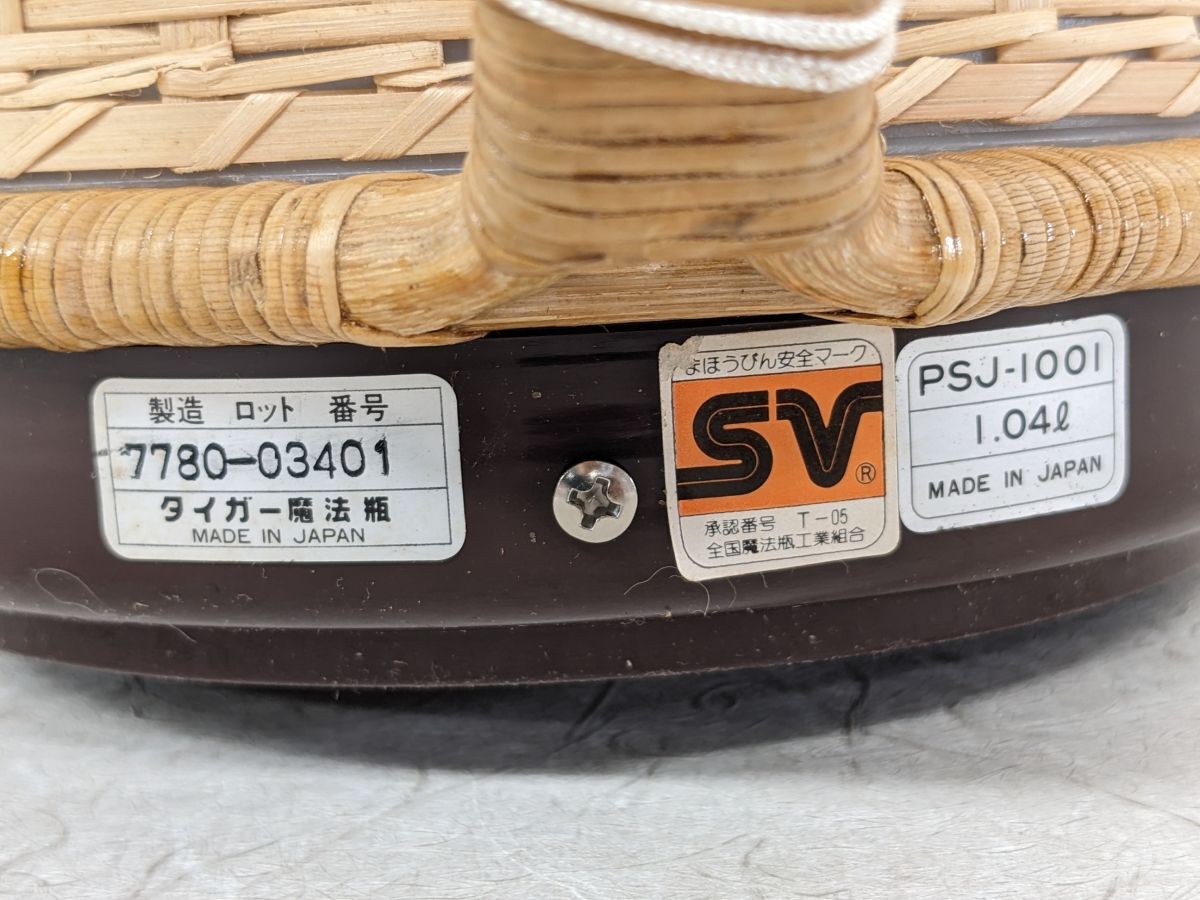 製造 ロット 番号
7780-03401
タイガー魔法瓶
MADE IN JAPAN
まほうびん安全マーク
SV®
承認番号 T-05
全国魔法瓶工業組合
PSJ-1001
1.04ℓ
MADE IN JAPAN